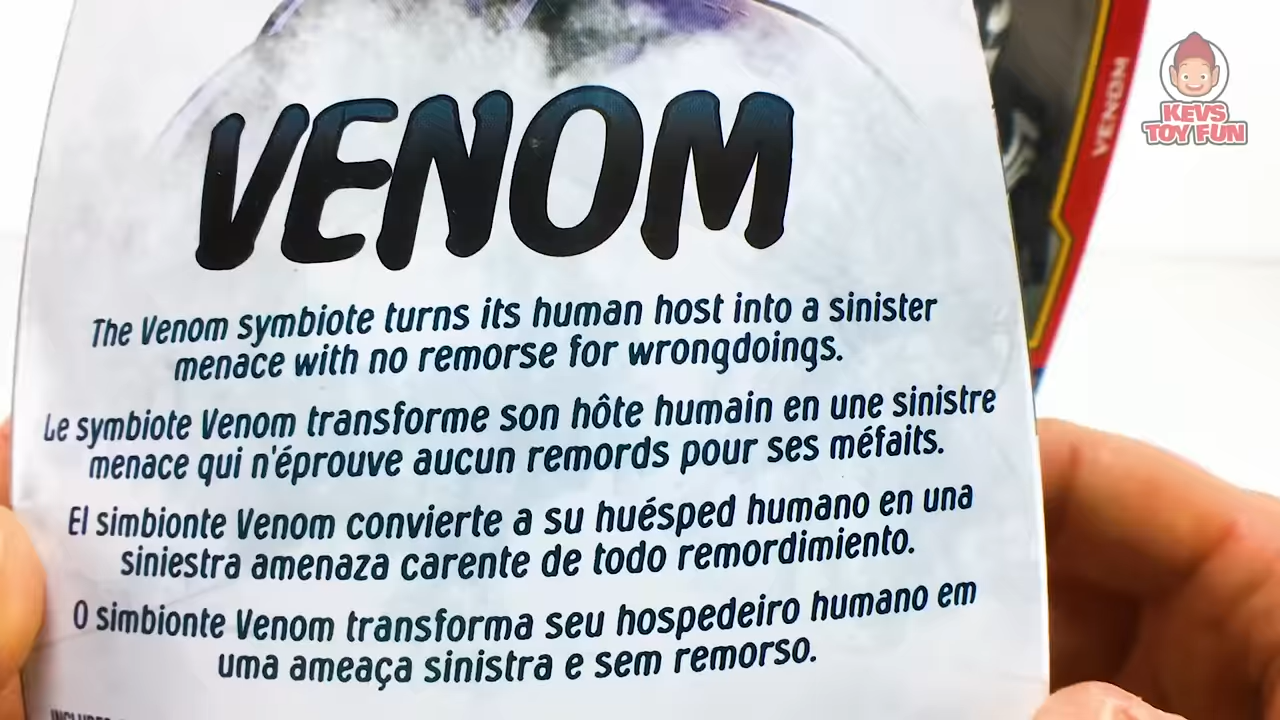 VENOM
VENOM
KEVS
TOY FUN
The Venom symbiote turns its human host into a sinister
menace with no remorse for wrongdoings.
Le symbiote Venom transforme son hôte humain en une sinistre
menace qui n'éprouve aucun remords pour ses méfaits.
El simbionte Venom convierte a su huésped humano en una
siniestra amenaza carente de todo remordimiento.
O simbionte Venom transforma seu hospedeiro humano em
uma ameaça sinistra e sem remorso.